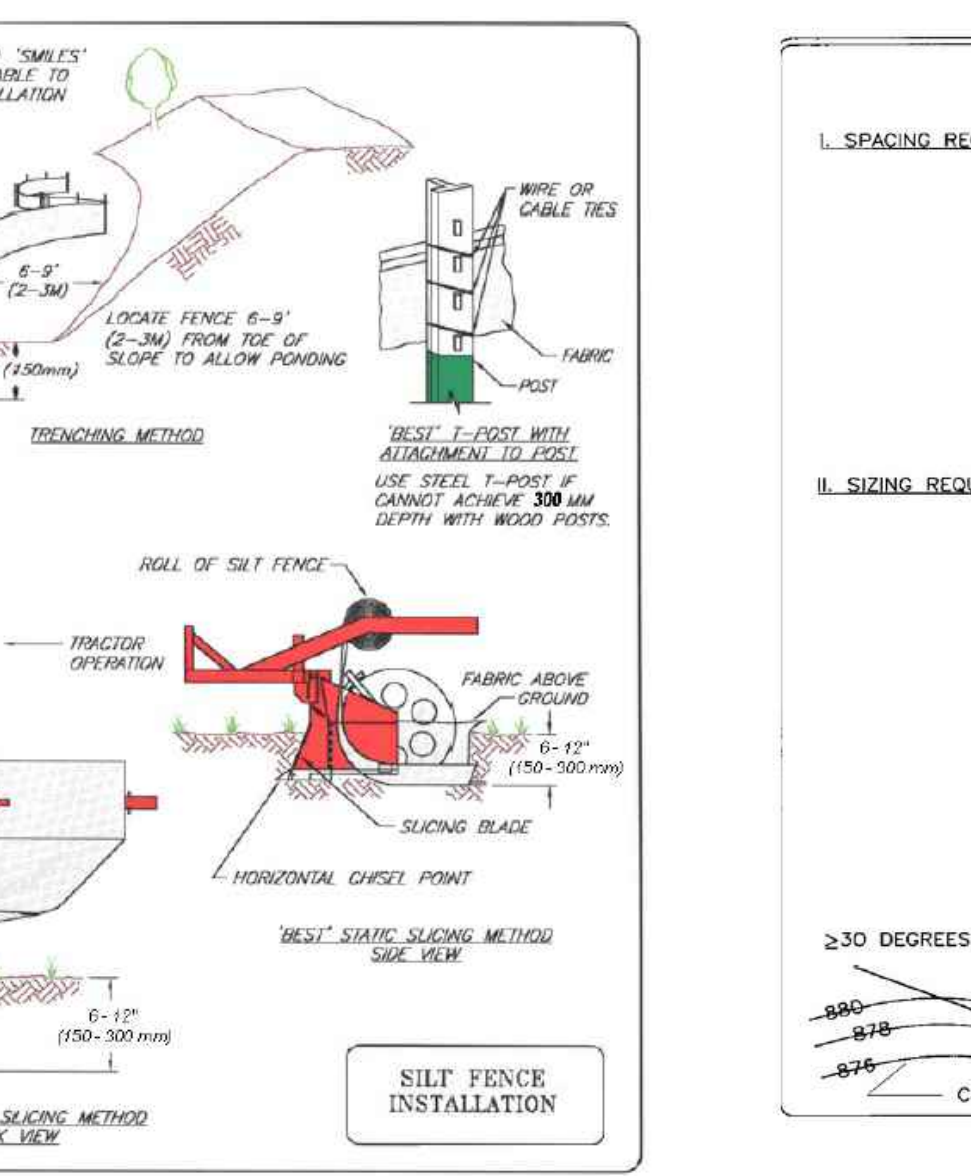 'SMILES'
ABLE TO
LLATION
WIRE OR
CABLE TIES
6-9'
(2-3M)
LOCATE FENCE 6-9'
(2-3M) FROM TOE OF
SLOPE TO ALLOW PONDING
(150mm)
FABRIC
POST
TRENCHING METHOD
'BEST' T-POST WITH
ATTACHMENT TO POST
USE STEEL T-POST IF
CANNOT ACHIEVE 300 MM
DEPTH WITH WOOD POSTS.
ROLL OF SILT FENCE
TRACTOR
OPERATION
FABRIC ABOVE
GROUND
6-12"
(150-300 mm)
SLICING BLADE
HORIZONTAL CHISEL POINT
'BEST' STATIC SLICING METHOD
SIDE VIEW
6-12"
(150-300 mm)
SLICING METHOD
K VIEW
SILT FENCE
INSTALLATION
I. SPACING RE
II. SIZING REQU
≥30 DEGREES
880
878
876
C